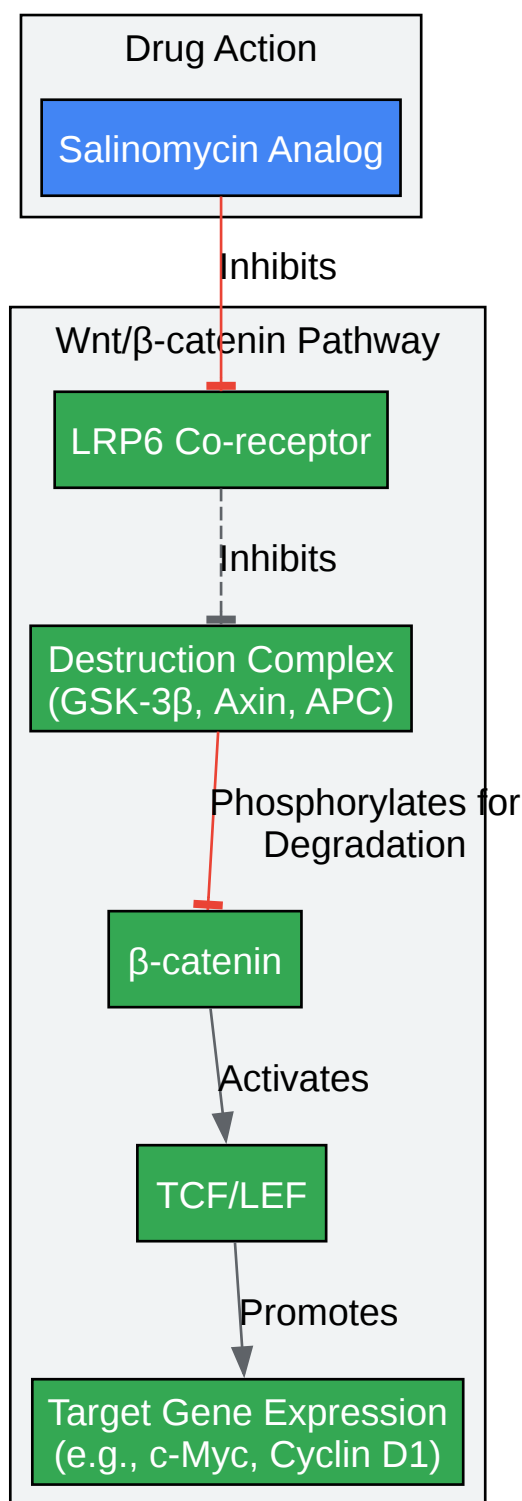 Drug Action
Salinomycin Analog
Inhibits
Wnt/β-catenin Pathway
LRP6 Co-receptor
Inhibits
Destruction Complex
(GSK-3β, Axin, APC)
Phosphorylates for
Degradation
β-catenin
Activates
TCF/LEF
Promotes
Target Gene Expression
(e.g., c-Myc, Cyclin D1)